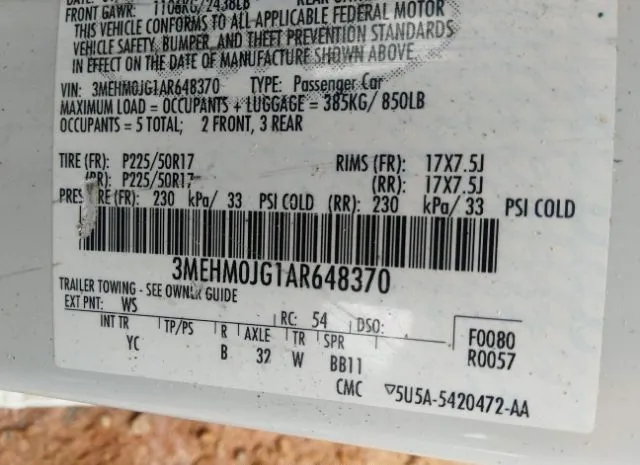 FRONT GAWR: 1106KG/2438LB
THIS VEHICLE CONFORMS TO ALL APPLICABLE FEDERAL MOTOR
VEHICLE SAFETY, BUMPER, AND THEFT PREVENTION STANDARDS
IN EFFECT ON THE DATE OF MANUFACTURE SHOWN ABOVE.
VIN: 3MEHM0JG1AR648370 TYPE: Passenger Car
MAXIMUM LOAD = OCCUPANTS + LUGGAGE = 385KG/ 850LB
OCCUPANTS = 5 TOTAL; 2 FRONT, 3 REAR
TIRE (FR): P225/50R17 RIMS (FR): 17X7.5J
(RR): P225/50R17 (RR): 17X7.5J
PRES RE (FR): 230 kPa/ 33 PSI COLD (RR): 230 kPa/ 33 PSI COLD
3MEHM0JG1AR648370
TRAILER TOWING - SEE OWNER GUIDE
EXT PNT: WS RC: 54 DSO: F0080
INT TR TP/PS R AXLE TR SPR R0057
YC B 32 W BB11
CMC ▽5U5A-5420472-AA